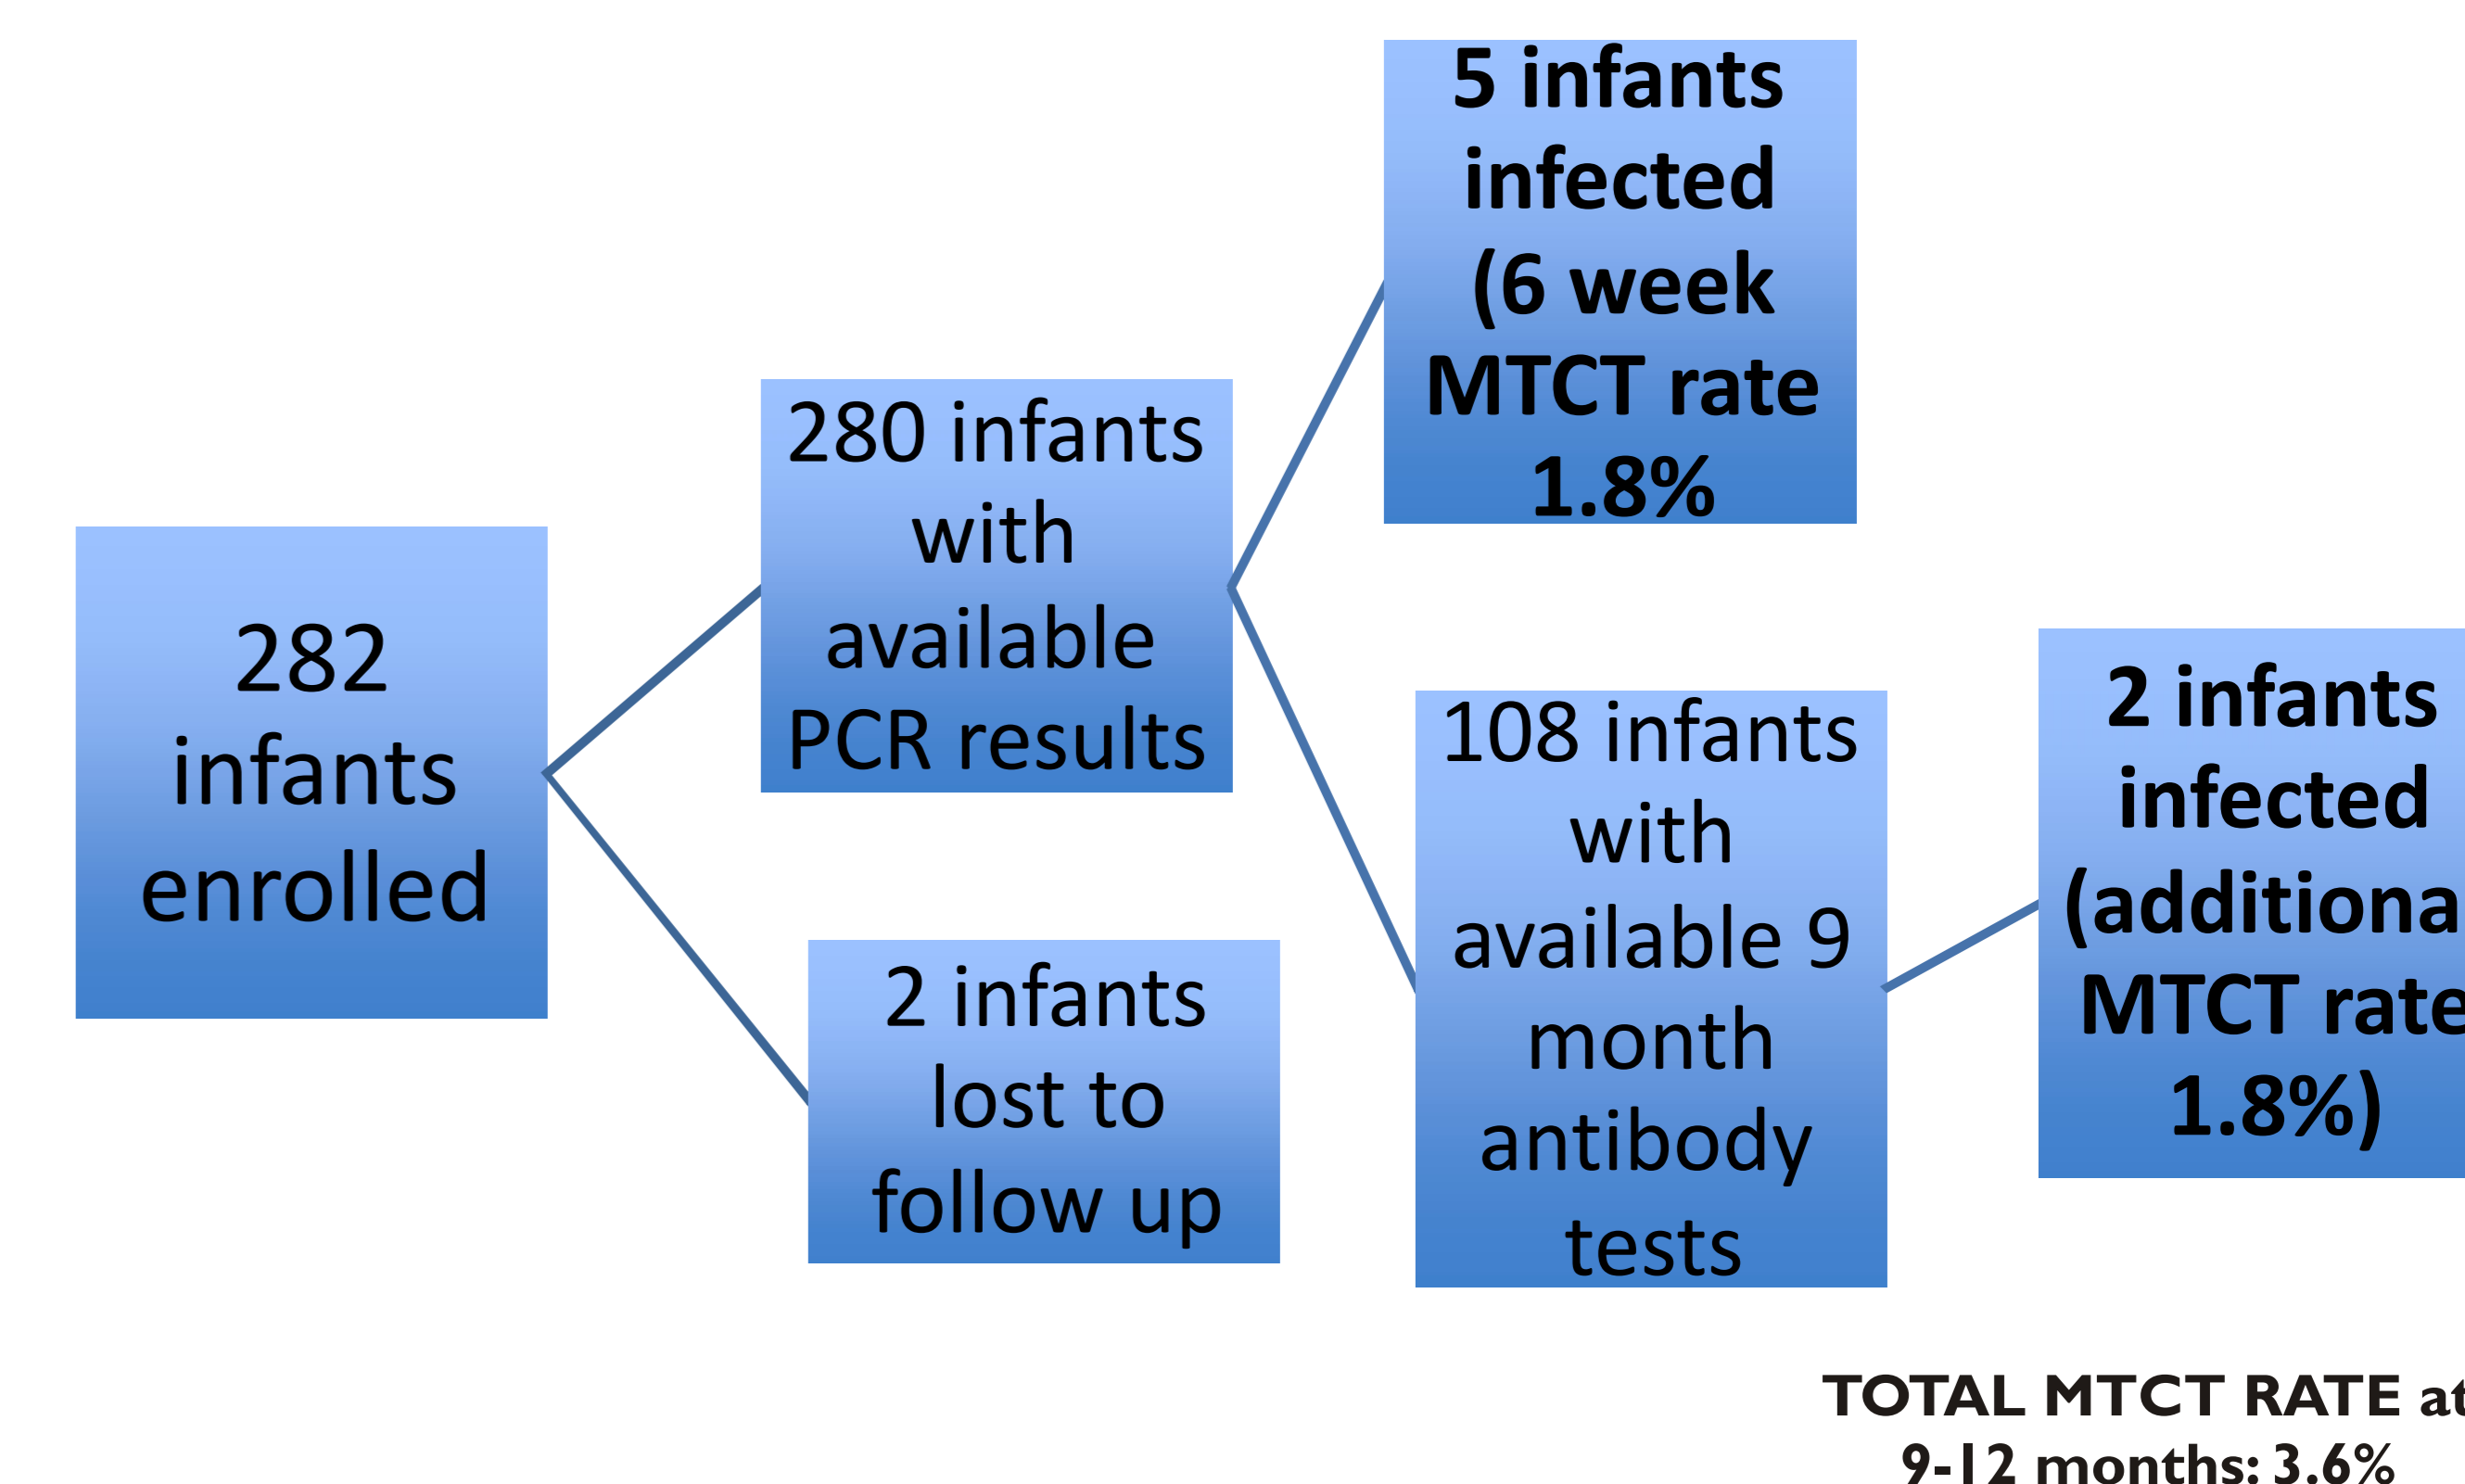 282
infants
enrolled
280 infants
with
available
PCR results
2 infants
lost to
follow up
5 infants
infected
(6 week
MTCT rate
1.8%
108 infants
with
available 9
month
antibody
tests
2 infants
infected
(additiona
MTCT rate
1.8%)
TOTAL MTCT RATE at
9-12 months: 3.6%